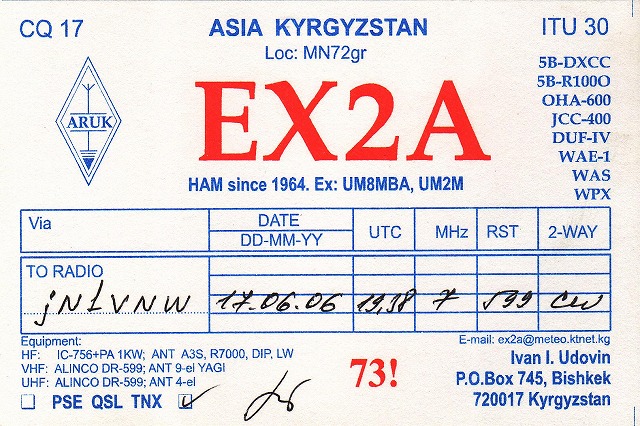 CQ 17 ASIA KYRGYZSTAN ITU 30
Loc: MN72gr
ARUK
EX2A
5B-DXCC
5B-R100O
OHA-600
JCC-400
DUF-IV
WAE-1
WAS
WPX
HAM since 1964. Ex: UM8MBA, UM2M
Via DATE UTC MHz RST 2-WAY
DD-MM-YY
TO RADIO
jN1VNW 17-06-06 19,38 7 599 cw
Equipment:
HF: IC-756+PA 1KW; ANT A3S, R7000, DIP, LW
VHF: ALINCO DR-599; ANT 9-el YAGI
UHF: ALINCO DR-599; ANT 4-el
PSE QSL TNX
73!
E-mail: ex2a@meteo.ktnet.kg
Ivan I. Udovin
P.O.Box 745, Bishkek
720017 Kyrgyzstan